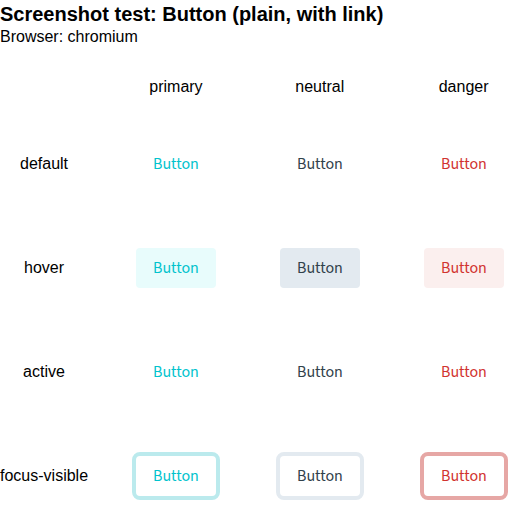 Screenshot test: Button (plain, with link)
Browser: chromium
primary neutral danger
default Button Button Button
hover Button Button Button
active Button Button Button
focus-visible Button Button Button